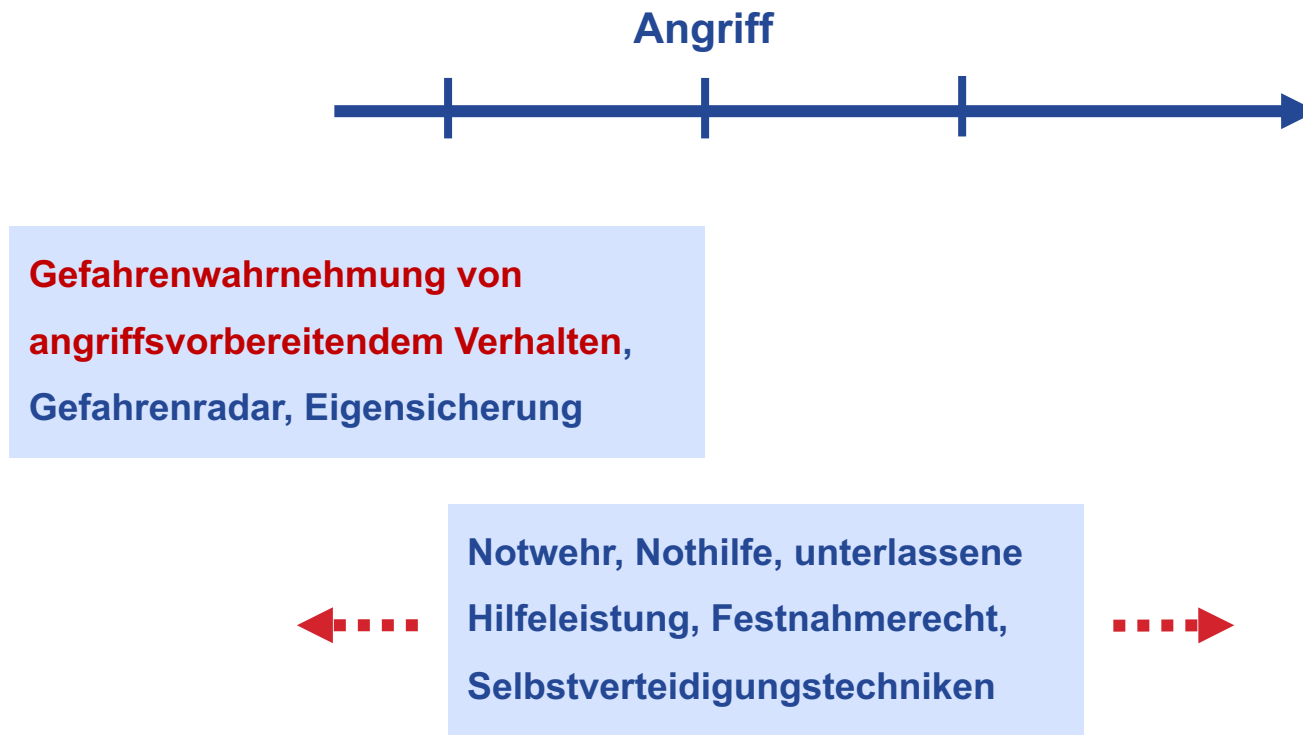 Angriff
Gefahrenwahrnehmung von
angriffsvorbereitendem Verhalten,
Gefahrenradar, Eigensicherung
Notwehr, Nothilfe, unterlassene
Hilfeleistung, Festnahmerecht,
Selbstverteidigungstechniken